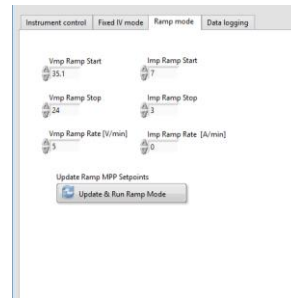 Instrument control Fixed IV mode Ramp mode Data logging
Vmp Ramp Start Imp Ramp Start
35.1 7
Vmp Ramp Stop Imp Ramp Stop
24 3
Vmp Ramp Rate [V/min] Imp Ramp Rate [A/min]
5 0
Update Ramp MPP Setpoints
Update & Run Ramp Mode